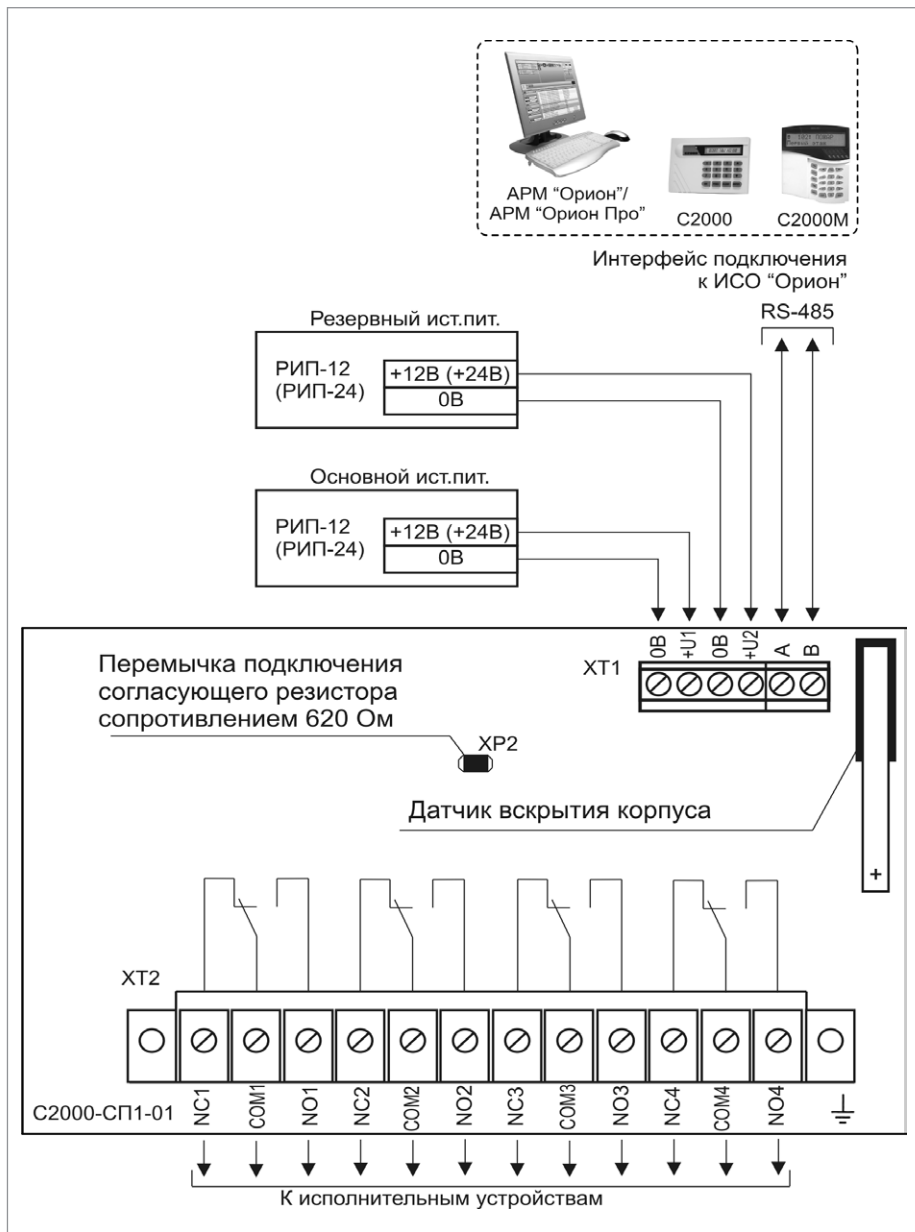 АРМ “Орион”/
АРМ “Орион Про”
С2000
С2000М
Интерфейс подключения
к ИСО “Орион”
RS-485
Резервный ист.пит.
РИП-12
(РИП-24)
+12В (+24В)
0В
Основной ист.пит.
РИП-12
(РИП-24)
+12В (+24В)
0В
XT1
0В
+U1
0В
+U2
A
B
Перемычка подключения
согласующего резистора
сопротивлением 620 Ом
XP2
Датчик вскрытия корпуса
+
XT2
С2000-СП1-01
NC1
COM1
NO1
NC2
COM2
NO2
NC3
COM3
NO3
NC4
COM4
NO4
К исполнительным устройствам